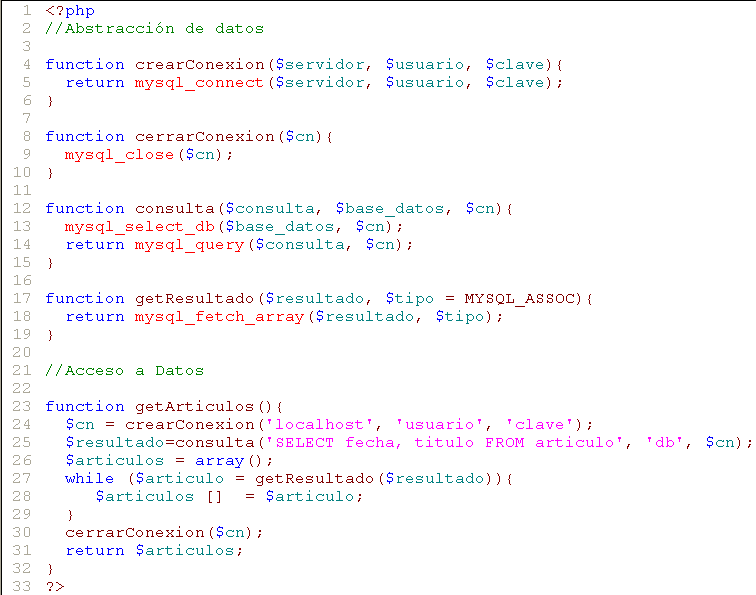 1 <?php
2 //Abstracción de datos
3
4 function crearConexion($servidor, $usuario, $clave){
5   return mysql_connect($servidor, $usuario, $clave);
6 }
7
8 function cerrarConexion($cn){
9   mysql_close($cn);
10 }
11
12 function consulta($consulta, $base_datos, $cn){
13   mysql_select_db($base_datos, $cn);
14   return mysql_query($consulta, $cn);
15 }
16
17 function getResultado($resultado, $tipo = MYSQL_ASSOC){
18   return mysql_fetch_array($resultado, $tipo);
19 }
20
21 //Acceso a Datos
22
23 function getArticulos(){
24   $cn = crearConexion('localhost', 'usuario', 'clave');
25   $resultado=consulta('SELECT fecha, titulo FROM articulo', 'db', $cn);
26   $articulos = array();
27   while ($articulo = getResultado($resultado)){
28      $articulos []  = $articulo;
29   }
30   cerrarConexion($cn);
31   return $articulos;
32 }
33 ?>